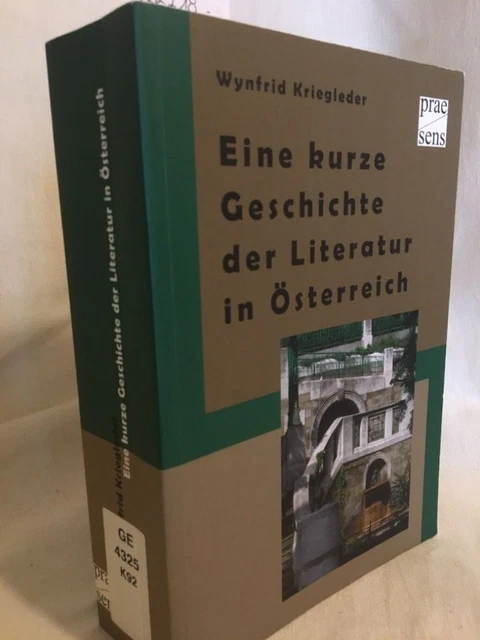 Wynfrid Kriegleder
prae
sens
Eine kurze
Geschichte
der Literatur
in Österreich
Eine kurze Geschichte der Literatur in Österreich
GE
4325
K92